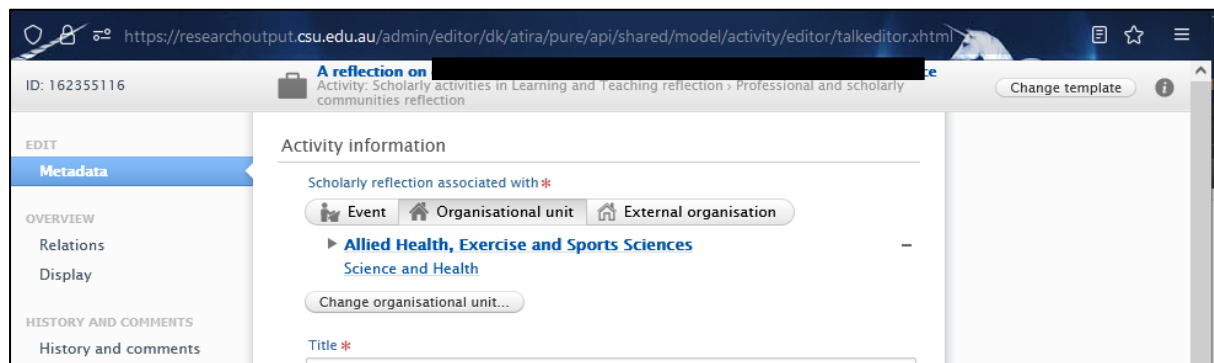 https://researchoutput.csu.edu.au/admin/editor/dk/atira/pure/api/shared/model/activity/editor/talkeditor.xhtml
ID: 162355116
A reflection on ce
Activity: Scholarly activities in Learning and Teaching reflection › Professional and scholarly
communities reflection
Change template
EDIT
Metadata
OVERVIEW
Relations
Display
HISTORY AND COMMENTS
History and comments
Activity information
Scholarly reflection associated with *
Event Organisational unit External organisation
Allied Health, Exercise and Sports Sciences
Science and Health
Change organisational unit...
Title *